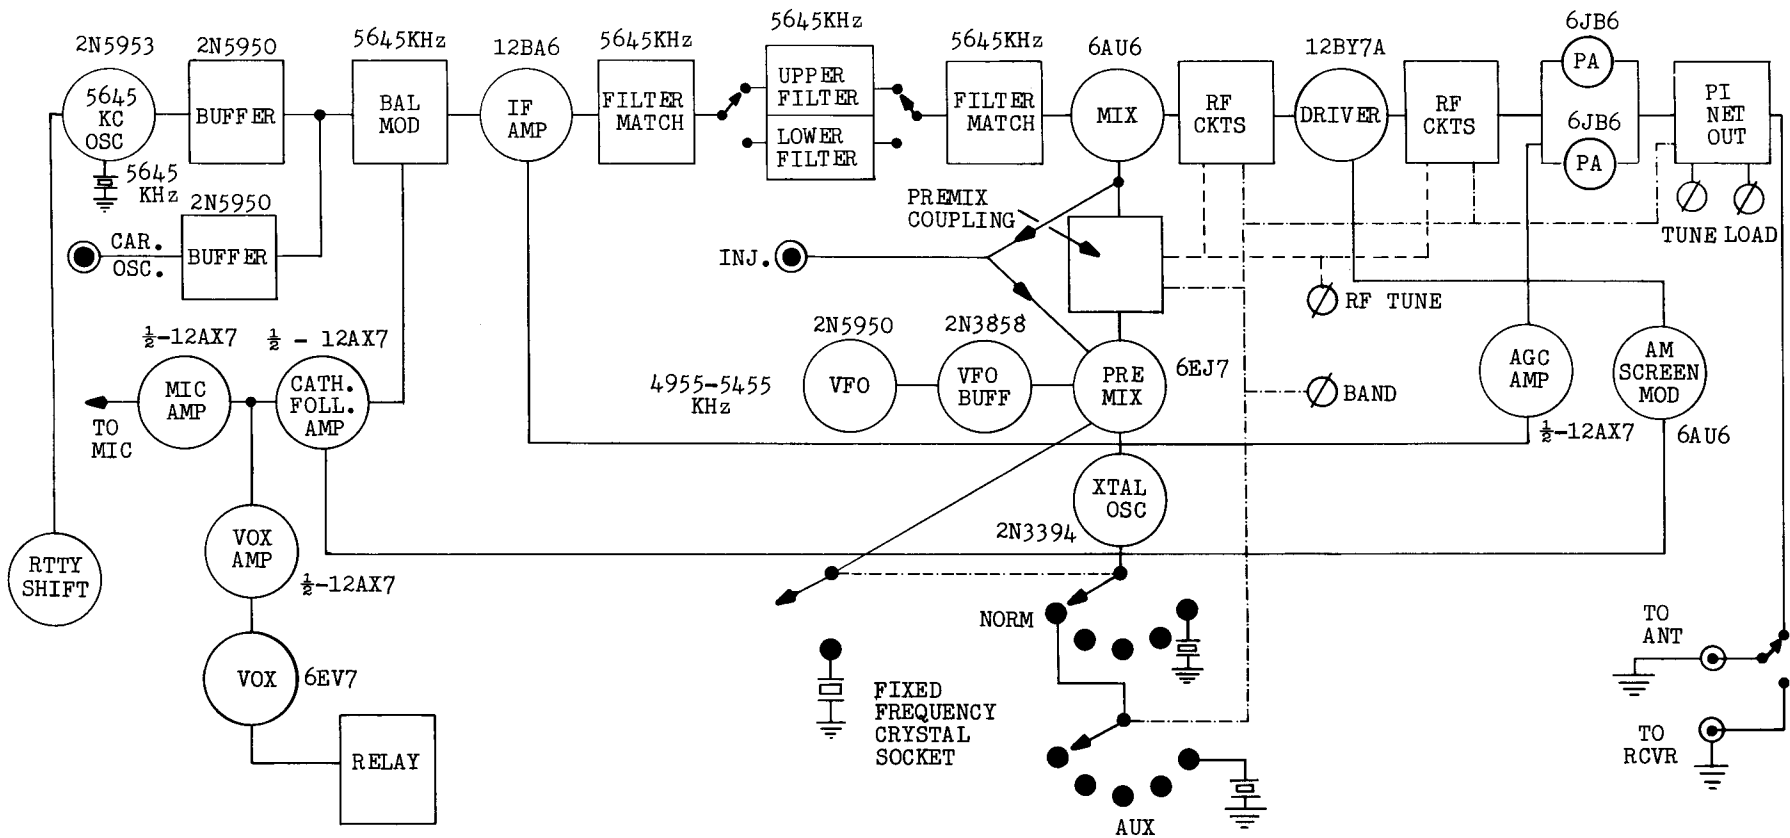 2N5953
5645
KC
OSC
5645
KHz
2N5950
BUFFER
2N5950
BUFFER
CAR.
OSC.
5645KHz
BAL
MOD
12BA6
IF
AMP
5645KHz
FILTER
MATCH
5645KHz
UPPER
FILTER
LOWER
FILTER
5645KHz
FILTER
MATCH
6AU6
MIX
RF
CKTS
12BY7A
DRIVER
RF
CKTS
6JB6
PA
6JB6
PA
PI
NET
OUT
TUNE
LOAD
PREMIX
COUPLING
INJ.
RF TUNE
BAND
2N5950
VFO
2N3858
VFO
BUFF
4955-5455
KHz
PRE
MIX
6EJ7
XTAL
OSC
2N3394
AGC
AMP
½-12AX7
AM
SCREEN
MOD
6AU6
½-12AX7
MIC
AMP
TO
MIC
½ - 12AX7
CATH.
FOLL.
AMP
VOX
AMP
½-12AX7
VOX
6EV7
RELAY
RTTY
SHIFT
NORM
FIXED
FREQUENCY
CRYSTAL
SOCKET
AUX
TO
ANT
TO
RCVR